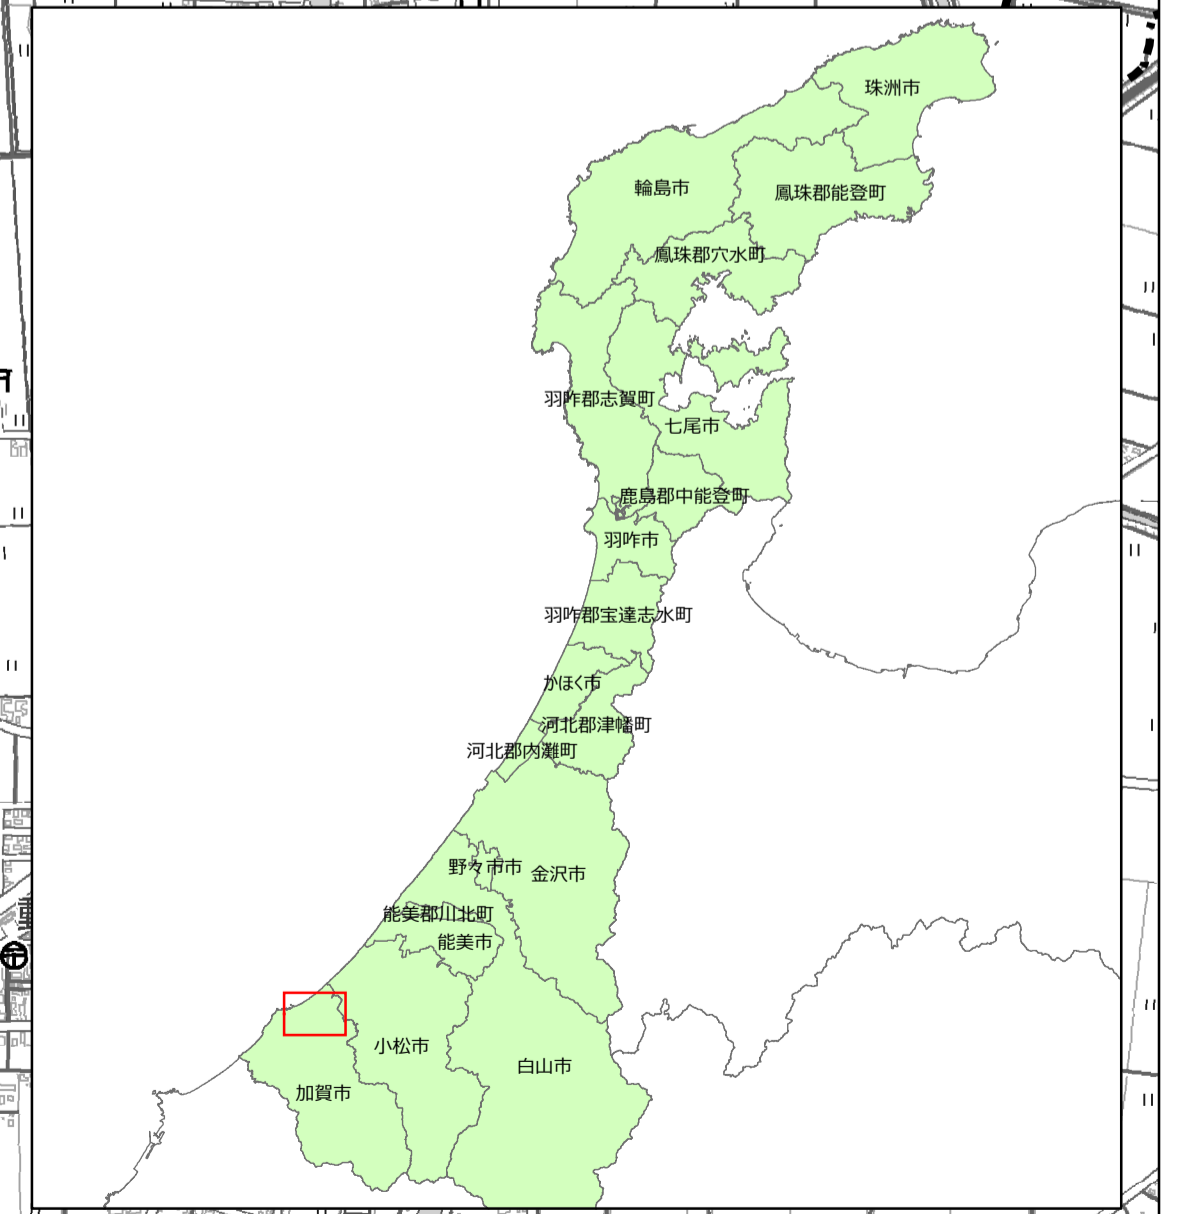 珠洲市
輪島市
鳳珠郡能登町
鳳珠郡穴水町
羽咋郡志賀町
七尾市
鹿島郡中能登町
羽咋市
羽咋郡宝達志水町
かほく市
河北郡津幡町
河北郡内灘町
野々市市
金沢市
能美郡川北町
能美市
小松市
白山市
加賀市